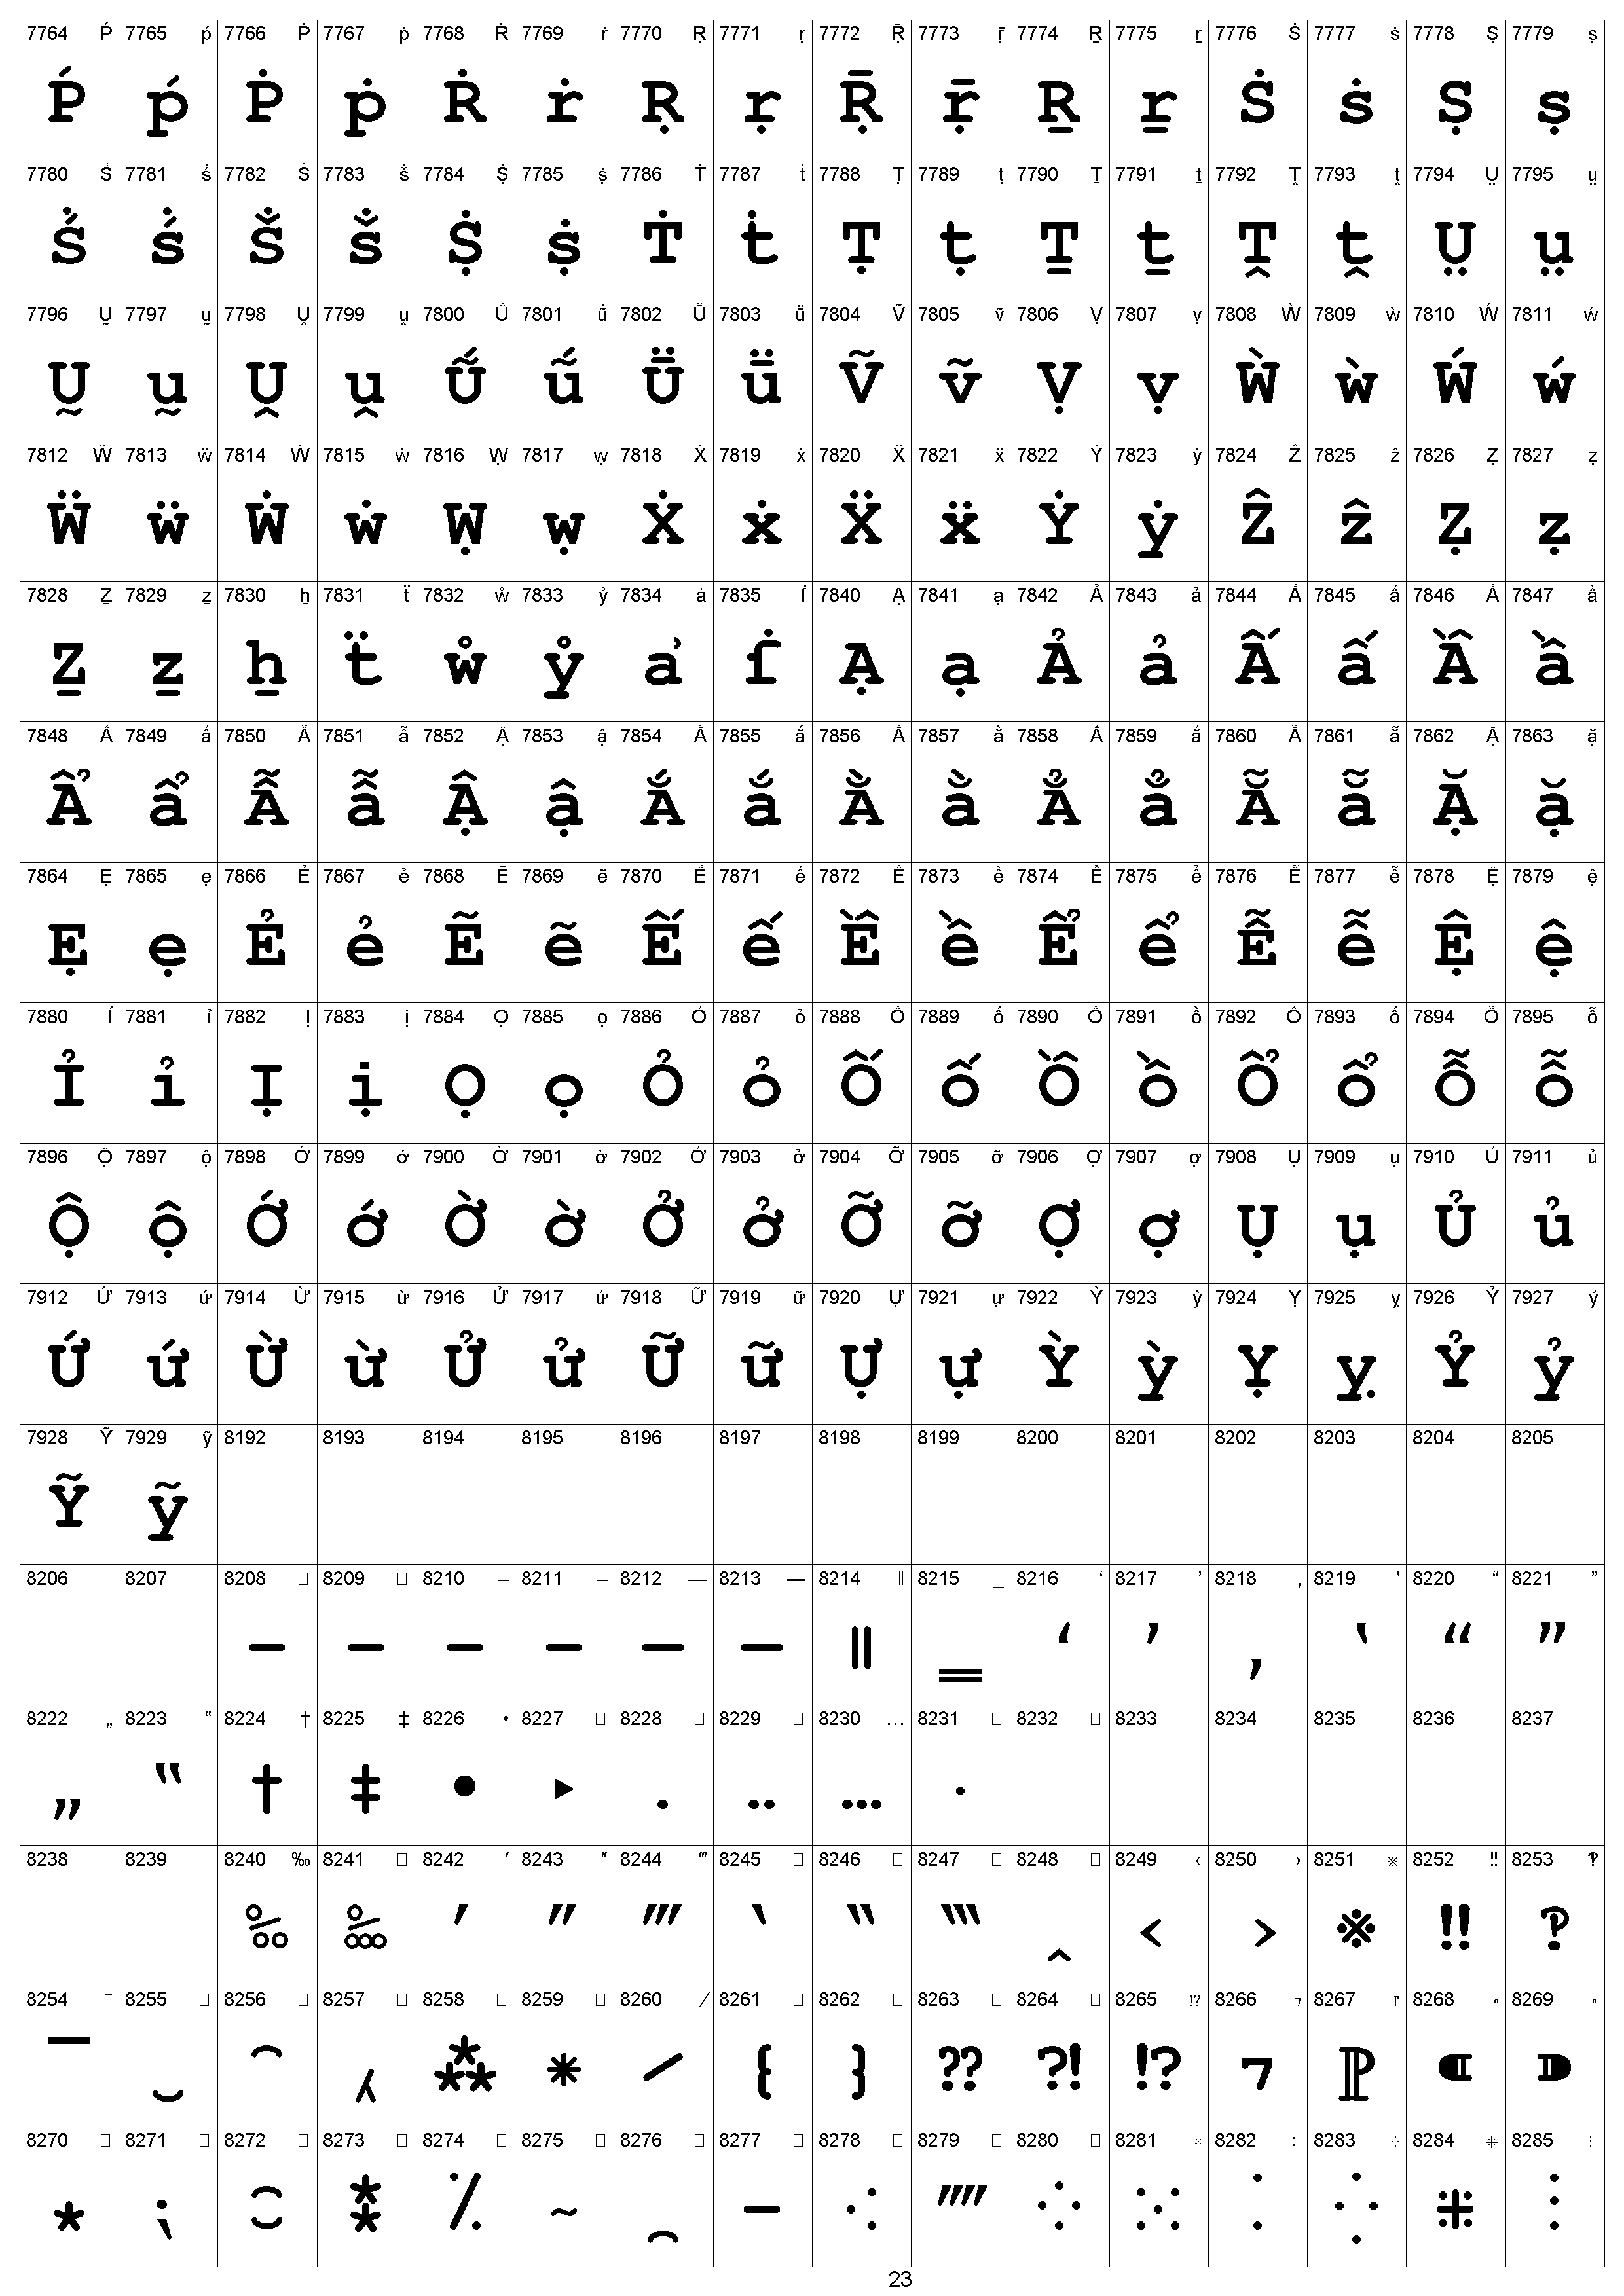 7764 Ṕ 7765 ṕ 7766 Ṗ 7767 ṗ 7768 Ṙ 7769 ṙ 7770 Ṛ 7771 ṛ 7772 Ṝ 7773 ṝ 7774 Ṟ 7775 ṟ 7776 Ṡ 7777 ṡ 7778 Ṣ 7779 ṣ
Ṕ ṕ Ṗ ṗ Ṙ ṙ Ṛ ṛ Ṝ ṝ Ṟ ṟ Ṡ ṡ Ṣ ṣ
7780 Ṥ 7781 ṥ 7782 Ṧ 7783 ṧ 7784 Ṩ 7785 ṩ 7786 Ṫ 7787 ṫ 7788 Ṭ 7789 ṭ 7790 Ṯ 7791 ṯ 7792 Ṱ 7793 ṱ 7794 Ṳ 7795 ṳ
Ṥ ṥ Ṧ ṧ Ṩ ṩ Ṫ ṫ Ṭ ṭ Ṯ ṯ Ṱ ṱ Ṳ ṳ
7796 Ṵ 7797 ṵ 7798 Ṷ 7799 ṷ 7800 Ṹ 7801 ṹ 7802 Ṻ 7803 ṻ 7804 Ṽ 7805 ṽ 7806 Ṿ 7807 ṿ 7808 Ẁ 7809 ẁ 7810 Ẃ 7811 ẃ
Ṵ ṵ Ṷ ṷ Ṹ ṹ Ṻ ṻ Ṽ ṽ Ṿ ṿ Ẁ ẁ Ẃ ẃ
7812 Ẅ 7813 ẅ 7814 Ẇ 7815 ẇ 7816 Ẉ 7817 ẉ 7818 Ẋ 7819 ẋ 7820 Ẍ 7821 ẍ 7822 Ẏ 7823 ẏ 7824 Ẑ 7825 ẑ 7826 Ẓ 7827 ẓ
Ẅ ẅ Ẇ ẇ Ẉ ẉ Ẋ ẋ Ẍ ẍ Ẏ ẏ Ẑ ẑ Ẓ ẓ
7828 Ẕ 7829 ẕ 7830 ẖ 7831 ẗ 7832 ẘ 7833 ẙ 7834 ẚ 7835 ẛ 7840 Ạ 7841 ạ 7842 Ả 7843 ả 7844 Ấ 7845 ấ 7846 Ầ 7847 ầ
Ẕ ẕ ẖ ẗ ẘ ẙ ẚ ẛ Ạ ạ Ả ả Ấ ấ Ầ ầ
7848 Ẩ 7849 ẩ 7850 Ẫ 7851 ẫ 7852 Ậ 7853 ậ 7854 Ắ 7855 ắ 7856 Ằ 7857 ằ 7858 Ẳ 7859 ẳ 7860 Ẵ 7861 ẵ 7862 Ặ 7863 ặ
Ẩ ẩ Ẫ ẫ Ậ ậ Ắ ắ Ằ ằ Ẳ ẳ Ẵ ẵ Ặ ặ
7864 Ẹ 7865 ẹ 7866 Ẻ 7867 ẻ 7868 Ẽ 7869 ẽ 7870 Ế 7871 ế 7872 Ề 7873 ề 7874 Ể 7875 ể 7876 Ễ 7877 ễ 7878 Ệ 7879 ệ
Ẹ ẹ Ẻ ẻ Ẽ ẽ Ế ế Ề ề Ể ể Ễ ễ Ệ ệ
7880 Ỉ 7881 ỉ 7882 Ị 7883 ị 7884 Ọ 7885 ọ 7886 Ỏ 7887 ỏ 7888 Ố 7889 ố 7890 Ồ 7891 ồ 7892 Ổ 7893 ổ 7894 Ỗ 7895 ỗ
Ỉ ỉ Ị ị Ọ ọ Ỏ ỏ Ố ố Ồ ồ Ổ ổ Ỗ ỗ
7896 Ộ 7897 ộ 7898 Ớ 7899 ớ 7900 Ờ 7901 ờ 7902 Ở 7903 ở 7904 Ỡ 7905 ỡ 7906 Ợ 7907 ợ 7908 Ụ 7909 ụ 7910 Ủ 7911 ủ
Ộ ộ Ớ ớ Ờ ờ Ở ở Ỡ ỡ Ợ ợ Ụ ụ Ủ ủ
7912 Ứ 7913 ứ 7914 Ừ 7915 ừ 7916 Ử 7917 ử 7918 Ữ 7919 ữ 7920 Ự 7921 ự 7922 Ỳ 7923 ỳ 7924 Ỵ 7925 ỵ 7926 Ỷ 7927 ỷ
Ứ ứ Ừ ừ Ử ử Ữ ữ Ự ự Ỳ ỳ Ỵ ỵ Ỷ ỷ
7928 Ỹ 7929 ỹ 8192 8193 8194 8195 8196 8197 8198 8199 8200 8201 8202 8203 8204 8205
Ỹ ỹ
8206 8207 8208 □ 8209 □ 8210 ‒ 8211 – 8212 — 8213 ― 8214 ‖ 8215 ‗ 8216 ‘ 8217 ’ 8218 ‚ 8219 ‛ 8220 “ 8221 ”
‐ ‑ ‒ – — ― ‖ ‗ ‘ ’ ‚ ‛ “ ”
8222 „ 8223 ‟ 8224 † 8225 ‡ 8226 • 8227 □ 8228 □ 8229 □ 8230 … 8231 □ 8232 □ 8233 8234 8235 8236 8237
„ ‟ † ‡ • ‣ ․ ‥ … ‧
8238 8239 8240 ‰ 8241 □ 8242 ′ 8243 ″ 8244 ‴ 8245 □ 8246 □ 8247 □ 8248 □ 8249 ‹ 8250 › 8251 ※ 8252 ‼ 8253 ‽
‰ ‱ ′ ″ ‴ ‵ ‶ ‷ ‸ ‹ › ※ ‼ ‽
8254 ‾ 8255 □ 8256 □ 8257 □ 8258 □ 8259 □ 8260 ⁄ 8261 □ 8262 □ 8263 □ 8264 □ 8265 ⁉ 8266 ⁊ 8267 ⁋ 8268 ⁌ 8269 ⁍
‾ ‿ ⁀ ⁁ ⁂ ⁃ ⁄ ⁅ ⁆ ⁇ ⁈ ⁉ ⁊ ⁋ ⁌ ⁍
8270 □ 8271 □ 8272 □ 8273 □ 8274 □ 8275 □ 8276 □ 8277 □ 8278 □ 8279 □ 8280 □ 8281 ⁙ 8282 ⁚ 8283 ⁛ 8284 ⁜ 8285 ⁝
⁎ ⁏ ⁐ ⁑ ⁒ ⁓ ⁔ ⁕ ⁖ ⁗ ⁘ ⁙ ⁚ ⁛ ⁜ ⁝
23